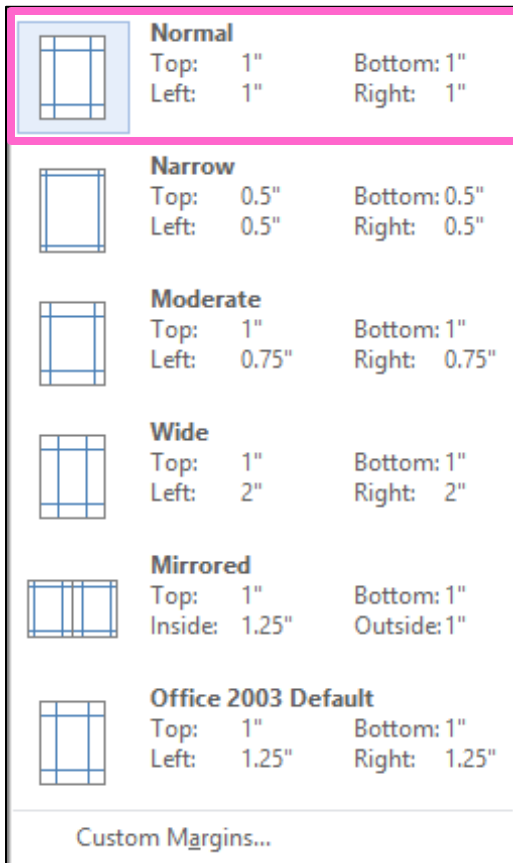 Normal
Top: 1" Bottom: 1"
Left: 1" Right: 1"
Narrow
Top: 0.5" Bottom: 0.5"
Left: 0.5" Right: 0.5"
Moderate
Top: 1" Bottom: 1"
Left: 0.75" Right: 0.75"
Wide
Top: 1" Bottom: 1"
Left: 2" Right: 2"
Mirrored
Top: 1" Bottom: 1"
Inside: 1.25" Outside: 1"
Office 2003 Default
Top: 1" Bottom: 1"
Left: 1.25" Right: 1.25"
Custom Margins...